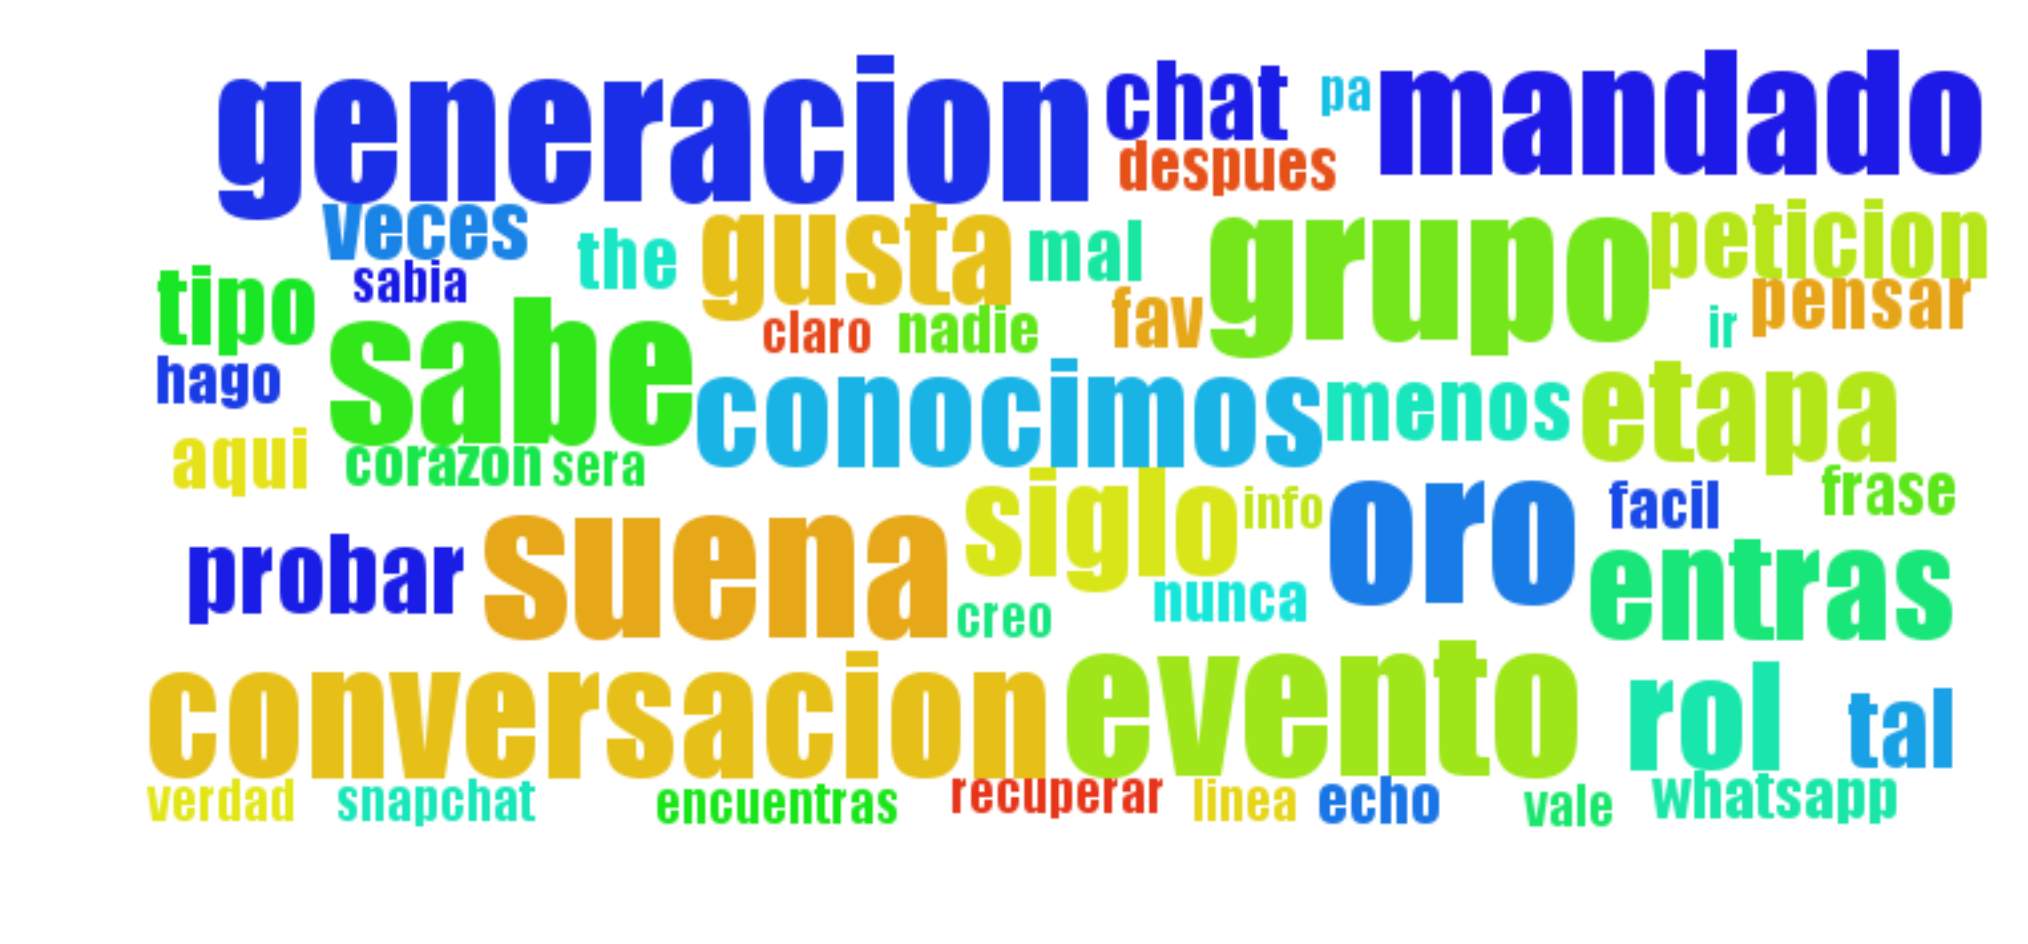 generacion chat pa mandado
despues
veces the gusta mal grupo peticion
tipo sabia
sabe claro nadie fav ir pensar
hago conocimos menos etapa
aqui corazon sera
siglo info oro facil frase
probar suena creo nunca entras
conversacion evento rol tal
verdad snapchat encuentras recuperar linea echo vale whatsapp